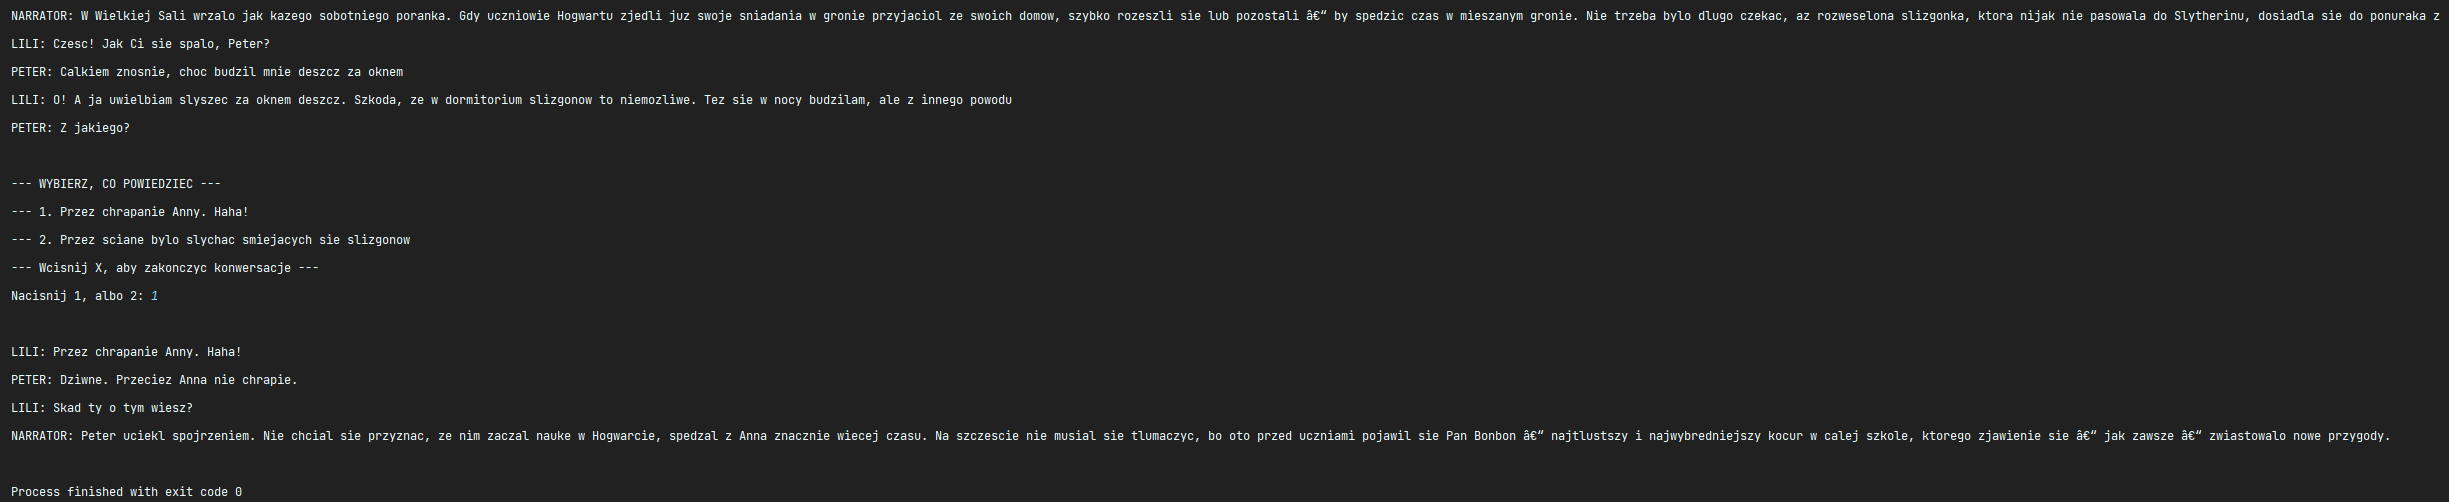 NARRATOR: W Wielkiej Sali wrzalo jak kazego sobotniego poranka. Gdy uczniowie Hogwartu zjedli juz swoje sniadania w gronie przyjaciol ze swoich domow, szybko rozeszli sie lub pozostali â€“ by spedzic czas w mieszanym gronie. Nie trzeba bylo dlugo czekac, az rozweselona slizgonka, ktora nijak nie pasowala do Slytherinu, dosiadla sie do ponuraka z
LILI: Czesc! Jak Ci sie spalo, Peter?
PETER: Calkiem znosnie, choc budzil mnie deszcz za oknem
LILI: O! A ja uwielbiam slyszec za oknem deszcz. Szkoda, ze w dormitorium slizgonow to niemozliwe. Tez sie w nocy budzilam, ale z innego powodu
PETER: Z jakiego?
--- WYBIERZ, CO POWIEDZIEC ---
--- 1. Przez chrapanie Anny. Haha!
--- 2. Przez sciane bylo slychac smiejacych sie slizgonow
--- Wcisnij X, aby zakonczyc konwersacje ---
Nacisnij 1, albo 2: 1
LILI: Przez chrapanie Anny. Haha!
PETER: Dziwne. Przeciez Anna nie chrapie.
LILI: Skad ty o tym wiesz?
NARRATOR: Peter uciekl spojrzeniem. Nie chcial sie przyznac, ze nim zaczal nauke w Hogwarcie, spedzal z Anna znacznie wiecej czasu. Na szczescie nie musial sie tlumaczyc, bo oto przed uczniami pojawil sie Pan Bonbon â€“ najtlustszy i najwybredniejszy kocur w calej szkole, ktorego zjawienie sie â€“ jak zawsze â€“ zwiastowalo nowe przygody.
Process finished with exit code 0